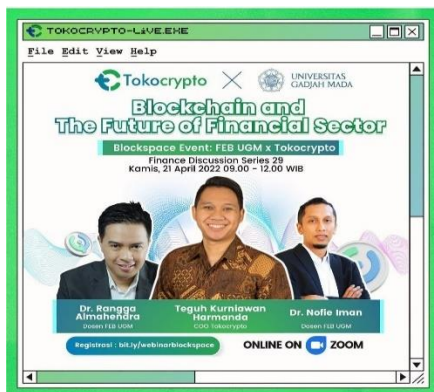 TOKOCRYPTO-LIVE.EXE
File Edit View Help
Tokocrypto
UNIVERSITAS
GADJAH MADA
Blockchain and
The Future of Financial Sector
Blockspace Event: FEB UGM x Tokocrypto
Finance Discussion Series 29
Kamis, 21 April 2022 09.00 - 12.00 WIB
Dr. Rangga
Almahendra
Dosen FEB UGM
Teguh Kurniawan
Harmanda
COO Tokocrypto
Dr. Nofie Iman
Dosen FEB UGM
Registrasi : bit.ly/webinarblockspace
ONLINE ON ZOOM